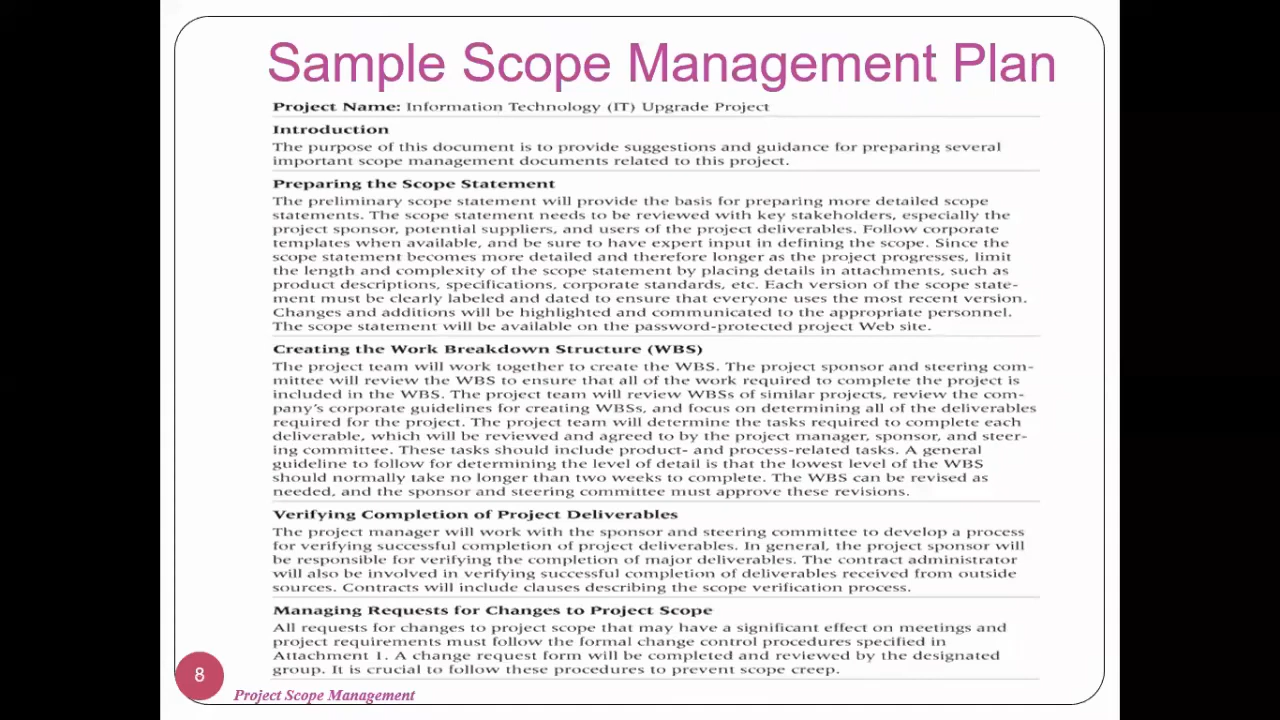 Sample Scope Management Plan
Project Name: Information Technology (IT) Upgrade Project
Introduction
The purpose of this document is to provide suggestions and guidance for preparing several
important scope management documents related to this project.
Preparing the Scope Statement
The preliminary scope statement will provide the basis for preparing more detailed scope
statements. The scope statement needs to be reviewed with key stakeholders, especially the
project sponsor, potential suppliers, and users of the project deliverables. Follow corporate
templates when available, and be sure to have expert input in defining the scope. Since the
scope statement becomes more detailed and therefore longer as the project progresses, limit
the length and complexity of the scope statement by placing details in attachments, such as
product descriptions, specifications, corporate standards, etc. Each version of the scope state-
ment must be clearly labeled and dated to ensure that everyone uses the most recent version.
Changes and additions will be highlighted and communicated to the appropriate personnel.
The scope statement will be available on the password-protected project Web site.
Creating the Work Breakdown Structure (WBS)
The project team will work together to create the WBS. The project sponsor and steering com-
mittee will review the WBS to ensure that all of the work required to complete the project is
included in the WBS. The project team will review WBSs of similar projects, review the com-
pany's corporate guidelines for creating WBSs, and focus on determining all of the deliverables
required for the project. The project team will determine the tasks required to complete each
deliverable, which will be reviewed and agreed to by the project manager, sponsor, and steer-
ing committee. These tasks should include product- and process-related tasks. A general
guideline to follow for determining the level of detail is that the lowest level of the WBS
should normally take no longer than two weeks to complete. The WBS can be revised as
needed, and the sponsor and steering committee must approve these revisions.
Verifying Completion of Project Deliverables
The project manager will work with the sponsor and steering committee to develop a process
for verifying successful completion of project deliverables. In general, the project sponsor will
be responsible for verifying the completion of major deliverables. The contract administrator
will also be involved in verifying successful completion of deliverables received from outside
sources. Contracts will include clauses describing the scope verification process.
Managing Requests for Changes to Project Scope
All requests for changes to project scope that may have a significant effect on meetings and
project requirements must follow the formal change control procedures specified in
Attachment 1. A change request form will be completed and reviewed by the designated
group. It is crucial to follow these procedures to prevent scope creep.
8
Project Scope Management